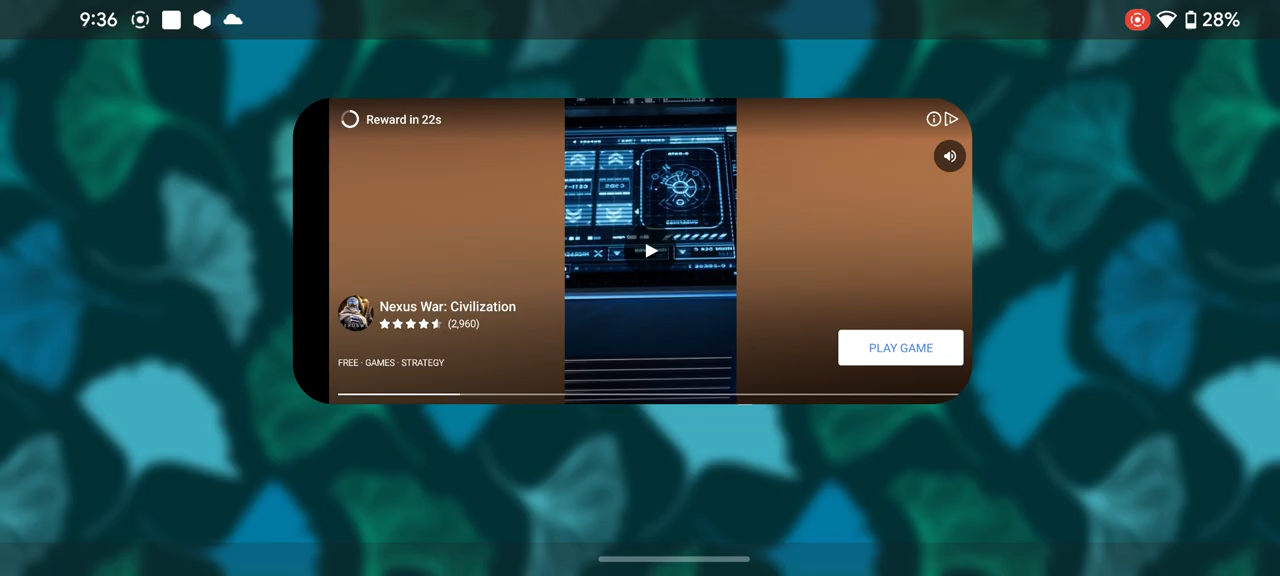 9:36
28%
Reward in 22s
Nexus War: Civilization
(2,960)
FREE · GAMES · STRATEGY
PLAY GAME